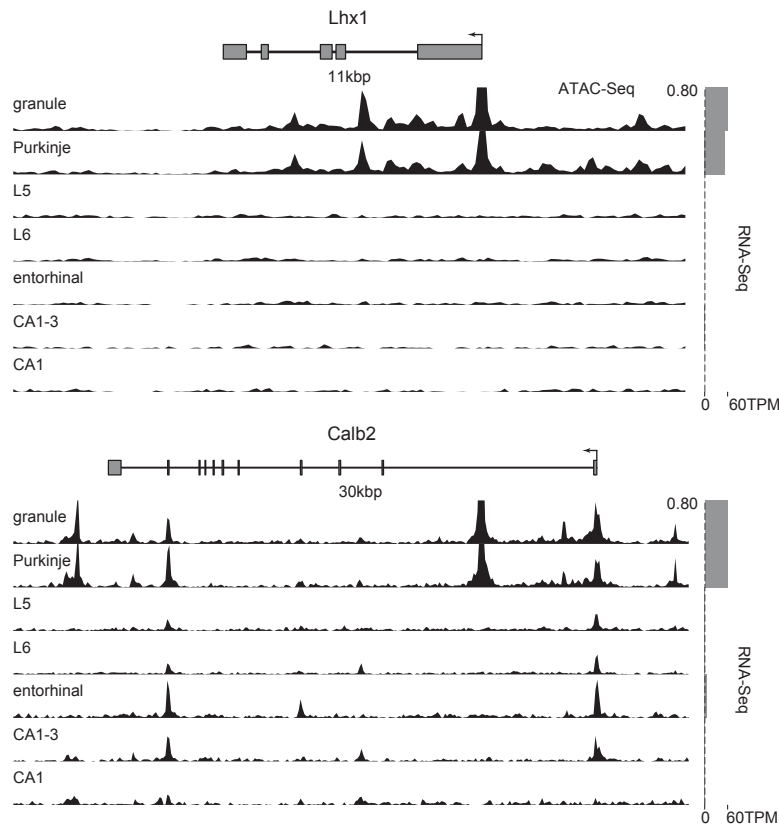 Lhx1
11kbp
ATAC-Seq
0.80
granule
Purkinje
L5
L6
entorhinal
CA1-3
CA1
RNA-Seq
0
60TPM
Calb2
30kbp
0.80
granule
Purkinje
L5
L6
entorhinal
CA1-3
CA1
RNA-Seq
0
60TPM